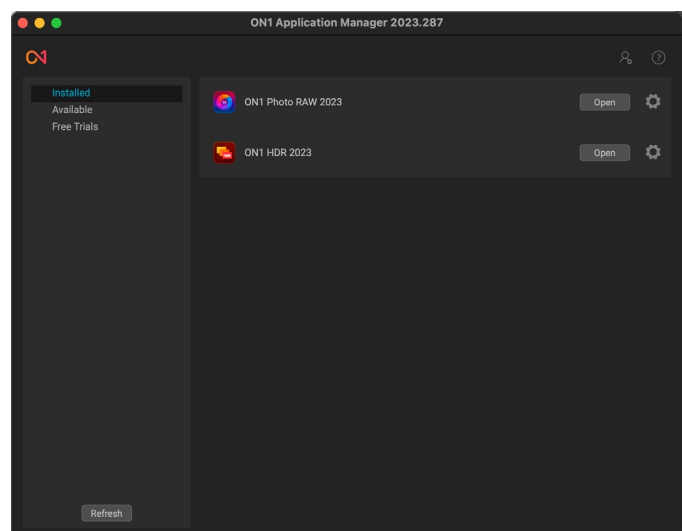 ON1 Application Manager 2023.287
ON1
Installed
Available
Free Trials
ON1 Photo RAW 2023
Open
ON1 HDR 2023
Open
Refresh